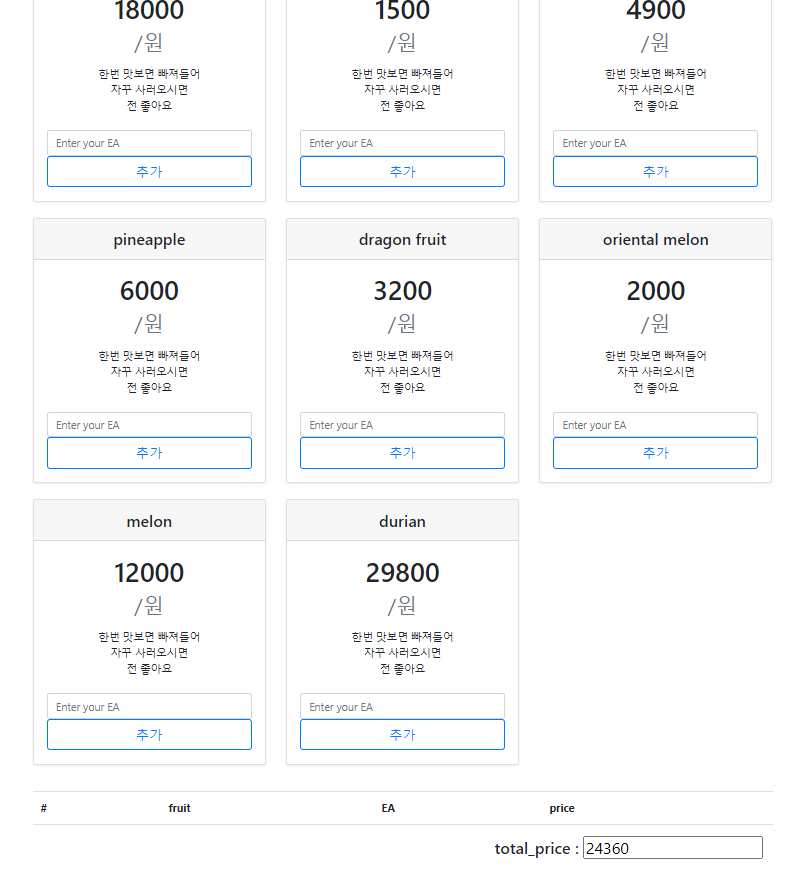 18000
/원
한번 맛보면 빠져들어
자꾸 사러오시면
전 좋아요
Enter your EA
추가
1500
/원
한번 맛보면 빠져들어
자꾸 사러오시면
전 좋아요
Enter your EA
추가
4900
/원
한번 맛보면 빠져들어
자꾸 사러오시면
전 좋아요
Enter your EA
추가
pineapple
6000
/원
한번 맛보면 빠져들어
자꾸 사러오시면
전 좋아요
Enter your EA
추가
dragon fruit
3200
/원
한번 맛보면 빠져들어
자꾸 사러오시면
전 좋아요
Enter your EA
추가
oriental melon
2000
/원
한번 맛보면 빠져들어
자꾸 사러오시면
전 좋아요
Enter your EA
추가
melon
12000
/원
한번 맛보면 빠져들어
자꾸 사러오시면
전 좋아요
Enter your EA
추가
durian
29800
/원
한번 맛보면 빠져들어
자꾸 사러오시면
전 좋아요
Enter your EA
추가
# fruit EA price
total_price : 24360